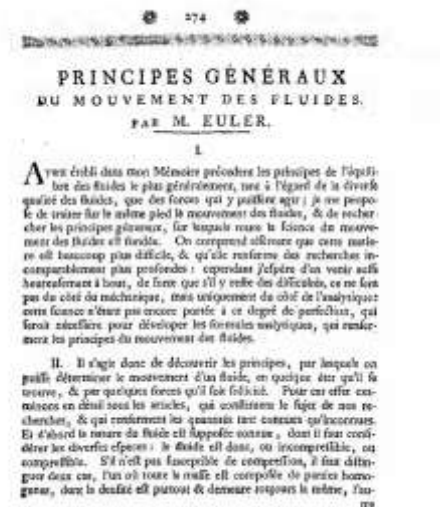 274
PRINCIPES GÉNÉRAUX
DU MOUVEMENT DES FLUIDES.
PAR M. EULER.
I.
Ayant établi dans mon Mémoire précedent les principes de l'équili-
bre des fluides le plus généralement, tant à l'égard de la diverse
qualité des fluides, que des forces qui y puissent agir; je me propo-
se de traiter sur le même pied le mouvement des fluides, & de recher-
cher les principes généraux, sur lesquels toute la science du mouve-
ment des fluides est fondée. On comprend aisément que cette matie-
re est beaucoup plus difficile, & qu'elle renferme des recherches in-
comparablement plus profondes: cependant j'espère d'en venir aussi
heureusement à bout, de sorte que s'il y reste des difficultés, ce ne sera
pas du côté du méchanique, mais uniquement du côté de l'analytique:
cette science n'étant pas encore portée à ce degré de perfection, qui
seroit nécessaire pour déveloper les formules analytiques, qui renfer-
ment les principes du mouvement des fluides.
II. Il s'agit donc de découvrir les principes, par lesquels on
puisse déterminer le mouvement d'un fluide, en quelque état qu'il se
trouve, & par quelques forces qu'il soit sollicité. Pour cet effet exa-
minons en détail tous les articles, qui constituent le sujet de nos re-
cherches, & qui renferment les quantités tant connues qu'inconnues.
Et d'abord la nature du fluide est supposée connue, dont il faut consi-
dérer les diverses especes: le fluide est donc, ou incompressible, ou
compressible. S'il n'est pas susceptible de compression, il faut distin-
guer deux cas, l'un où toute la masse est composée de parties homo-
genes, dont la densité est partout & demeure toujours la même, l'au-
tre